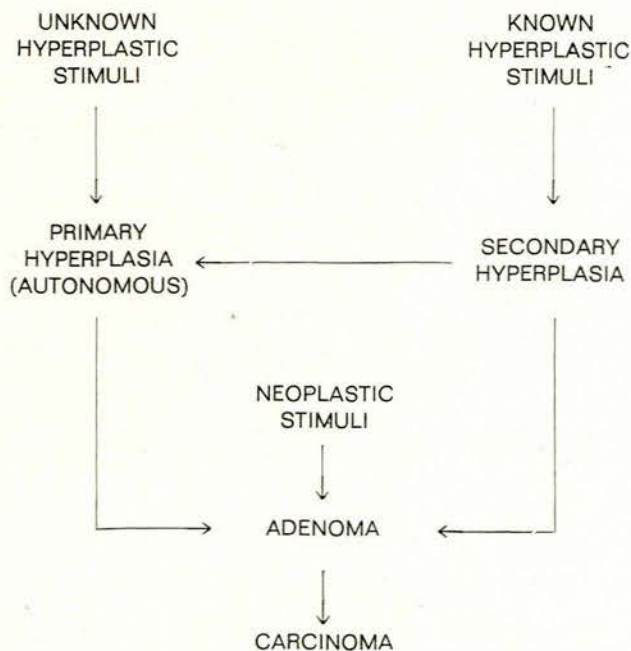 UNKNOWN
HYPERPLASTIC
STIMULI
KNOWN
HYPERPLASTIC
STIMULI
PRIMARY
HYPERPLASIA
(AUTONOMOUS)
SECONDARY
HYPERPLASIA
NEOPLASTIC
STIMULI
ADENOMA
CARCINOMA